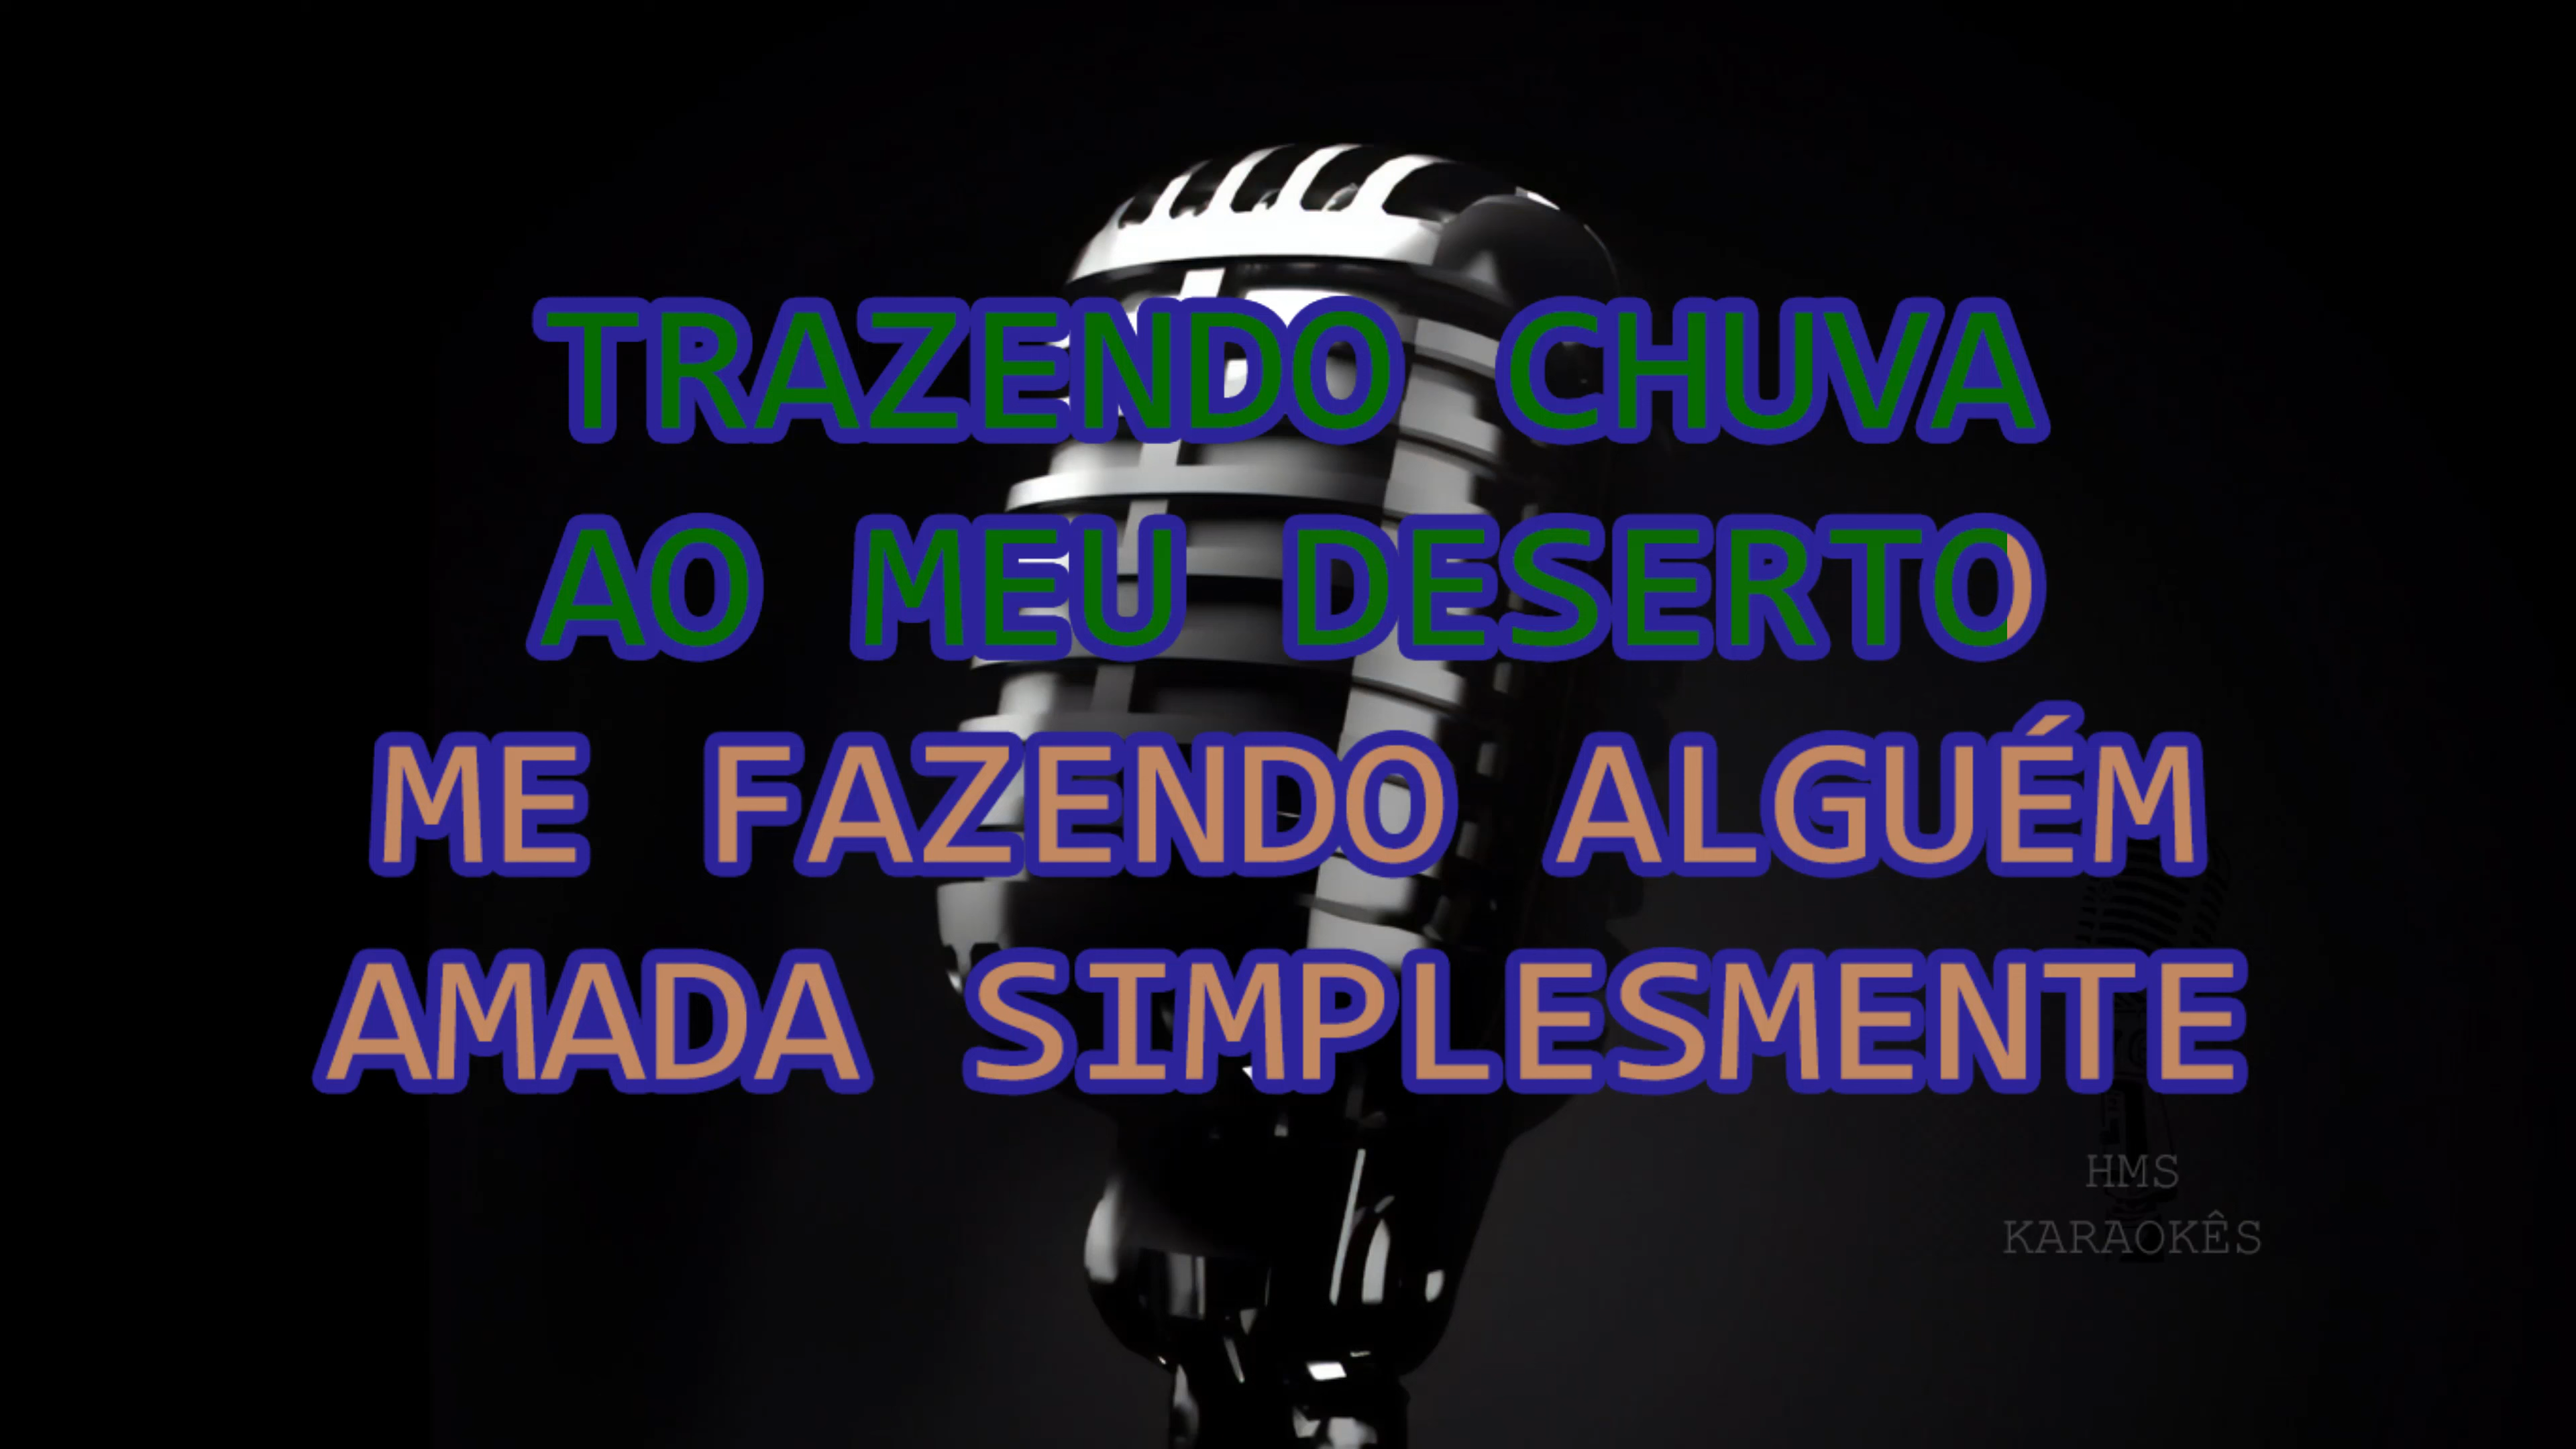 TRAZENDO CHUVA
AO MEU DESERTO
ME FAZENDO ALGUÉM
AMADA SIMPLESMENTE
HMS
KARAOKÊS